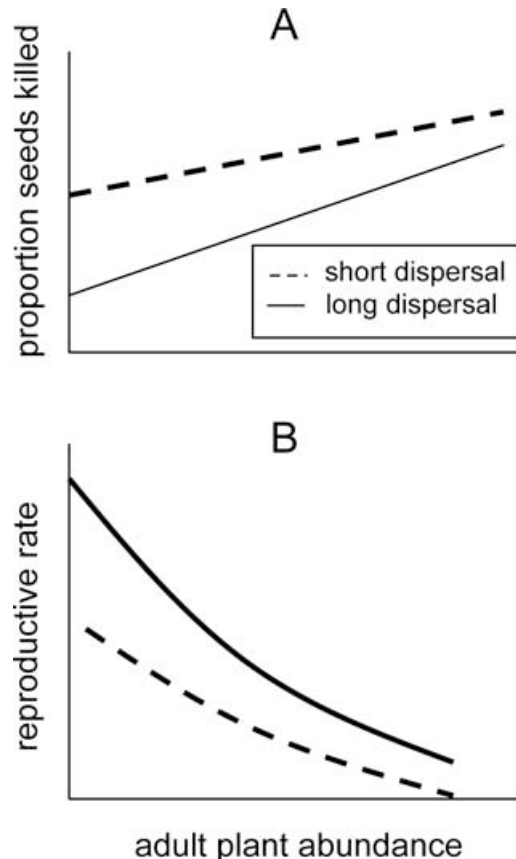 A
proportion seeds killed
short dispersal
long dispersal
B
reproductive rate
adult plant abundance